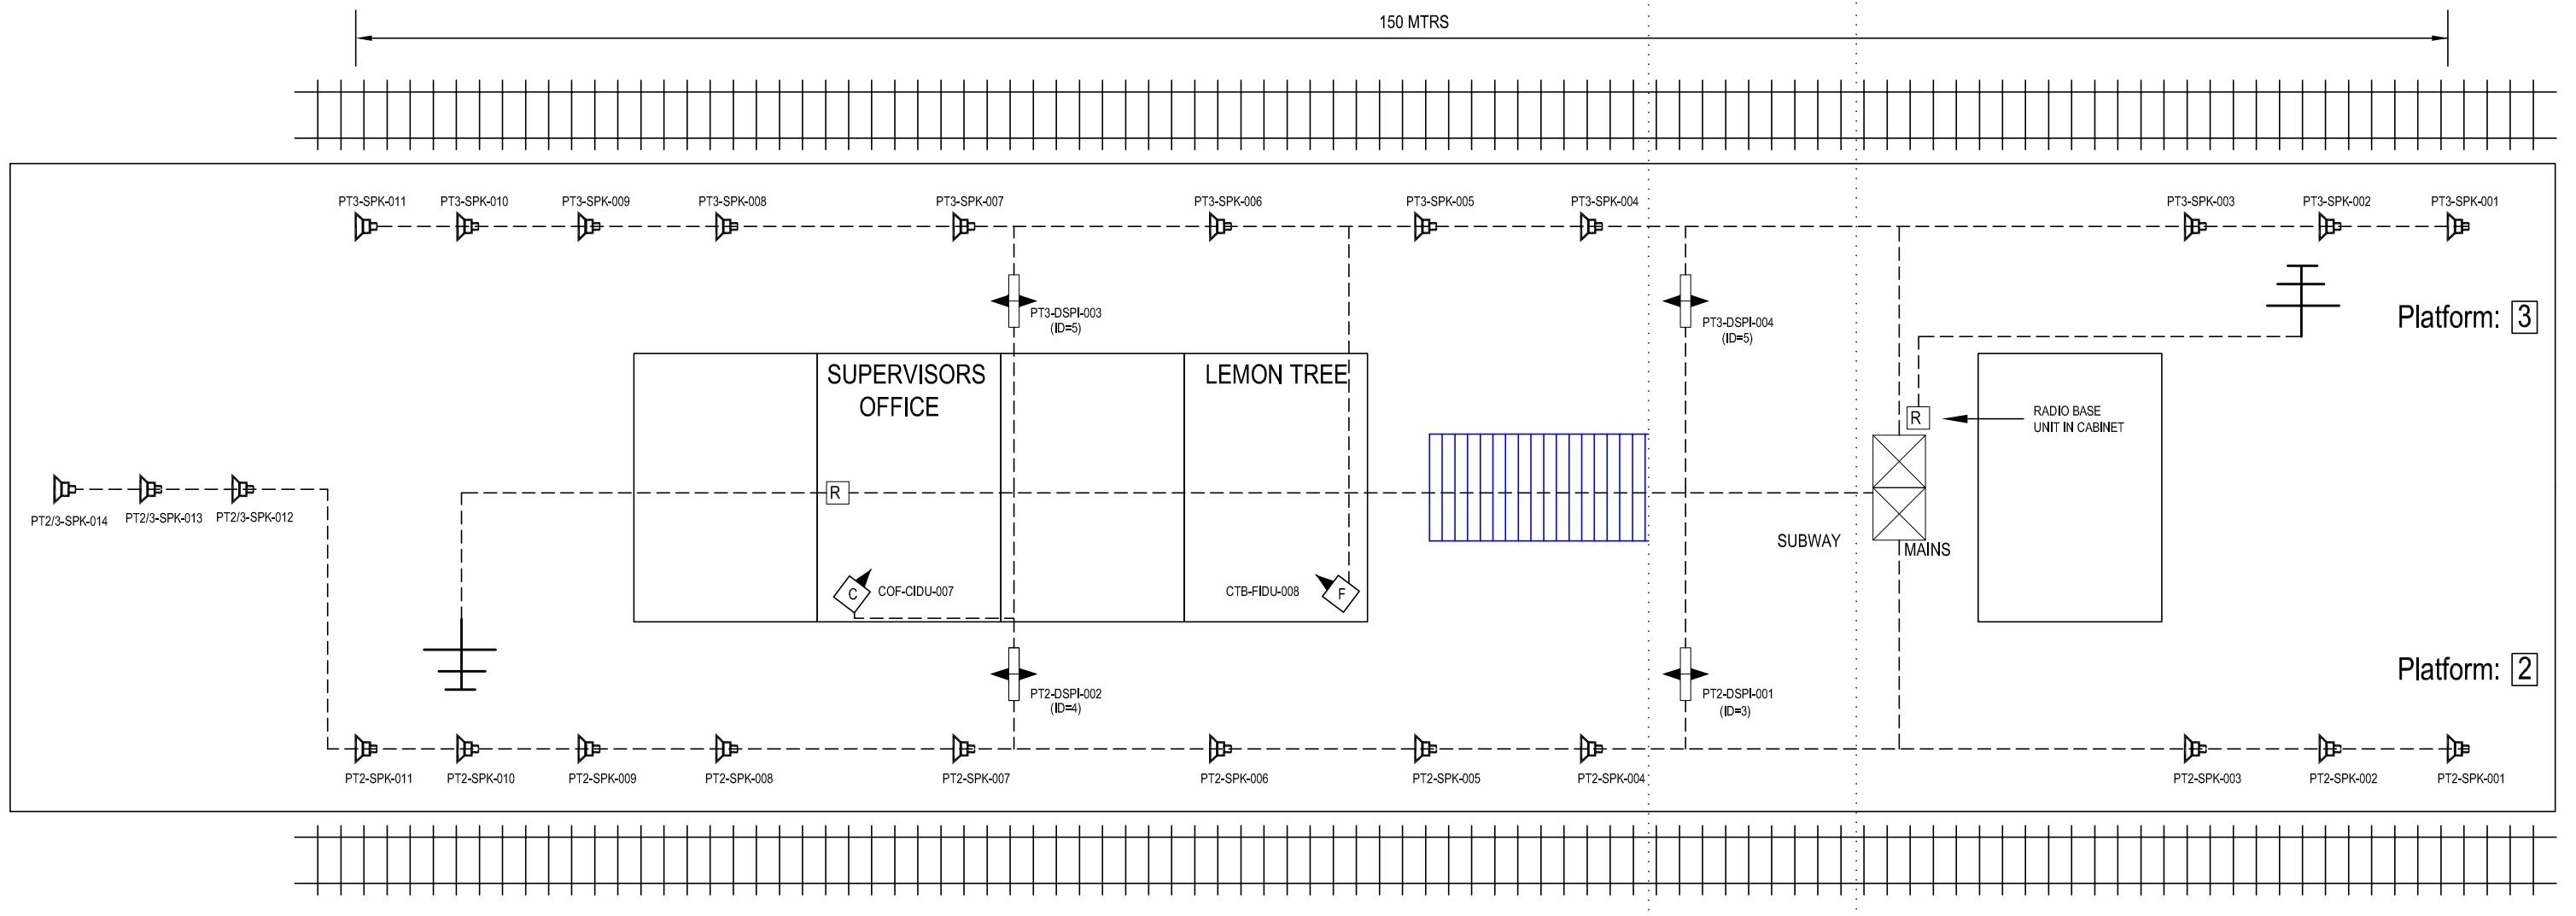 150 MTRS
PT3-SPK-011
PT3-SPK-010
PT3-SPK-009
PT3-SPK-008
PT3-SPK-007
PT3-SPK-006
PT3-SPK-005
PT3-SPK-004
PT3-SPK-003
PT3-SPK-002
PT3-SPK-001
PT3-DSPI-003
(ID=5)
PT3-DSPI-004
(ID=5)
Platform: 3
SUPERVISORS
OFFICE
LEMON TREE
R
RADIO BASE
UNIT IN CABINET
R
PT2/3-SPK-014
PT2/3-SPK-013
PT2/3-SPK-012
SUBWAY
MAINS
C
COF-CIDU-007
CTB-FIDU-008
F
PT2-DSPI-002
(ID=4)
PT2-DSPI-001
(ID=3)
Platform: 2
PT2-SPK-011
PT2-SPK-010
PT2-SPK-009
PT2-SPK-008
PT2-SPK-007
PT2-SPK-006
PT2-SPK-005
PT2-SPK-004
PT2-SPK-003
PT2-SPK-002
PT2-SPK-001